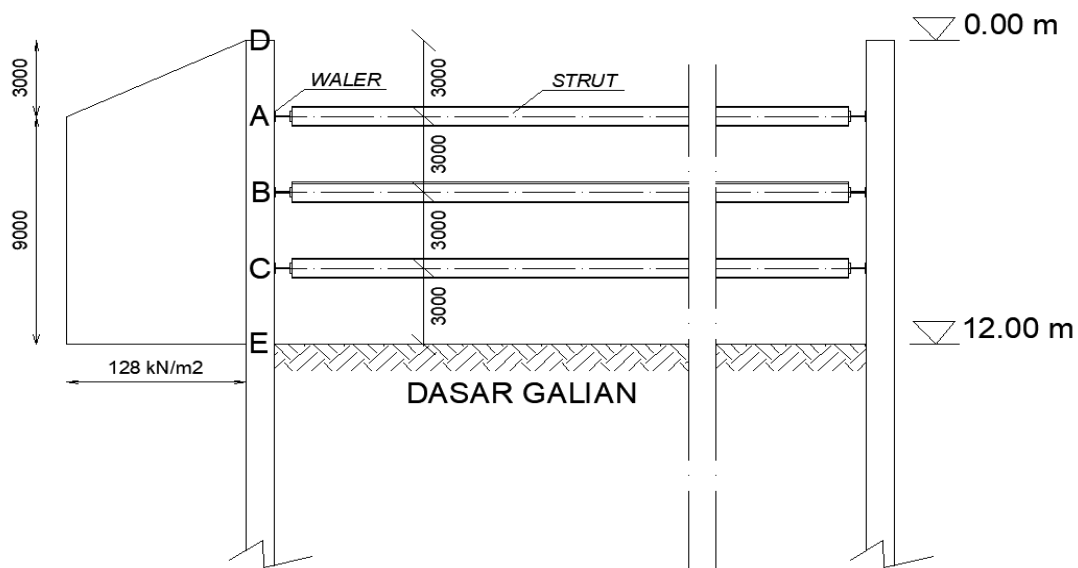 D
0.00 m
3000
3000
WALER
STRUT
A
3000
B
9000
3000
C
3000
E
12.00 m
128 kN/m2
DASAR GALIAN